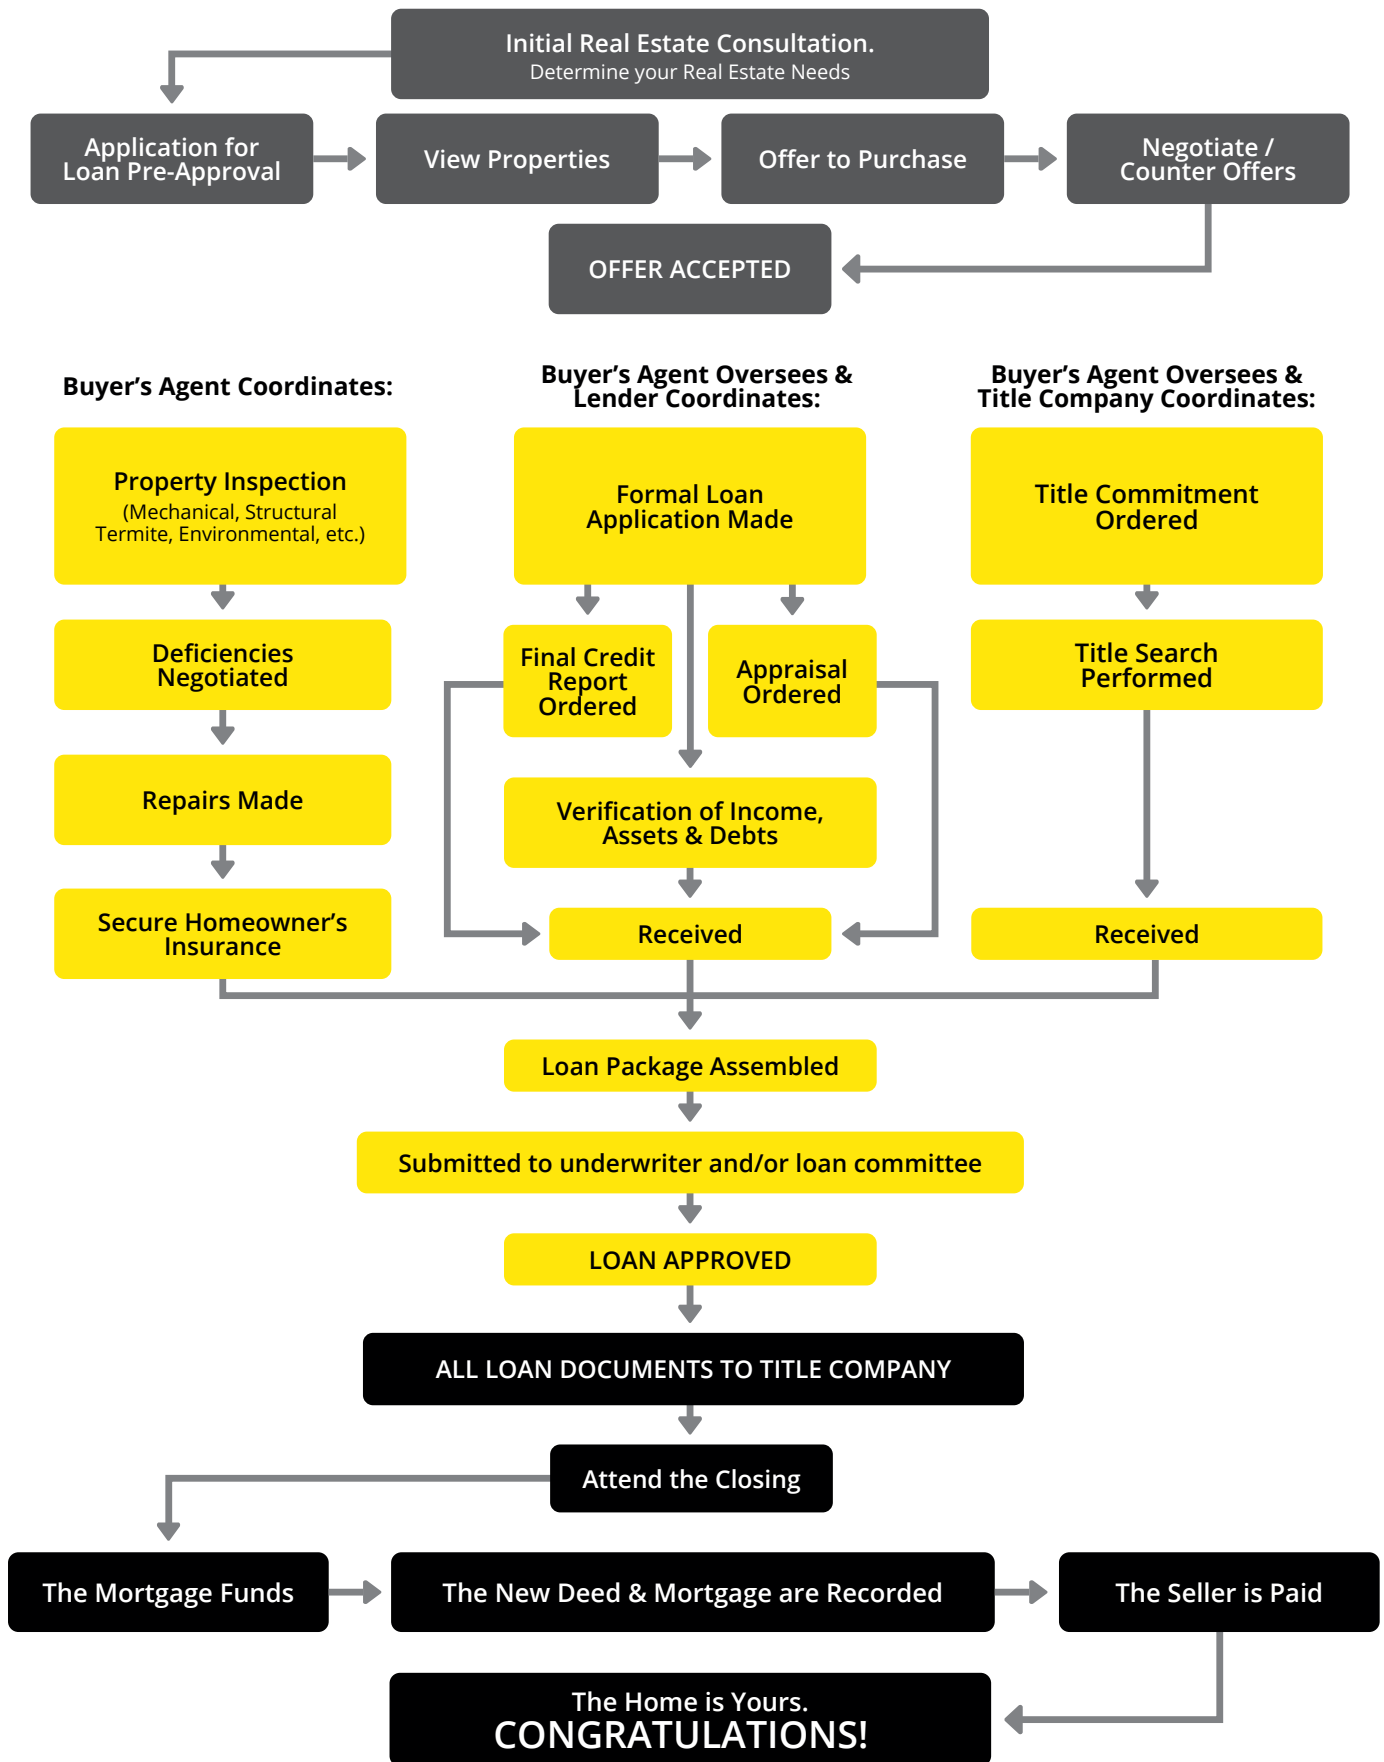 Initial Real Estate Consultation.
Determine your Real Estate Needs
Application for
Loan Pre-Approval
View Properties
Offer to Purchase
Negotiate /
Counter Offers
OFFER ACCEPTED
Buyer’s Agent Coordinates:
Property Inspection
(Mechanical, Structural
Termite, Environmental, etc.)
Deficiencies
Negotiated
Repairs Made
Secure Homeowner’s
Insurance
Buyer’s Agent Oversees &
Lender Coordinates:
Formal Loan
Application Made
Final Credit
Report
Ordered
Appraisal
Ordered
Verification of Income,
Assets & Debts
Received
Buyer’s Agent Oversees &
Title Company Coordinates:
Title Commitment
Ordered
Title Search
Performed
Received
Loan Package Assembled
Submitted to underwriter and/or loan committee
LOAN APPROVED
ALL LOAN DOCUMENTS TO TITLE COMPANY
Attend the Closing
The Mortgage Funds
The New Deed & Mortgage are Recorded
The Seller is Paid
The Home is Yours.
CONGRATULATIONS!